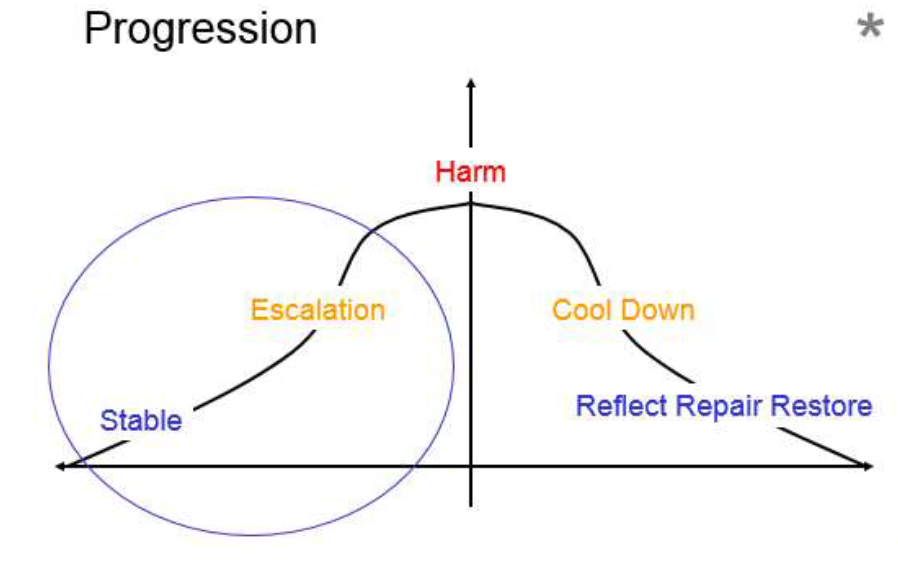 Progression
*
Harm
Escalation
Cool Down
Stable
Reflect Repair Restore